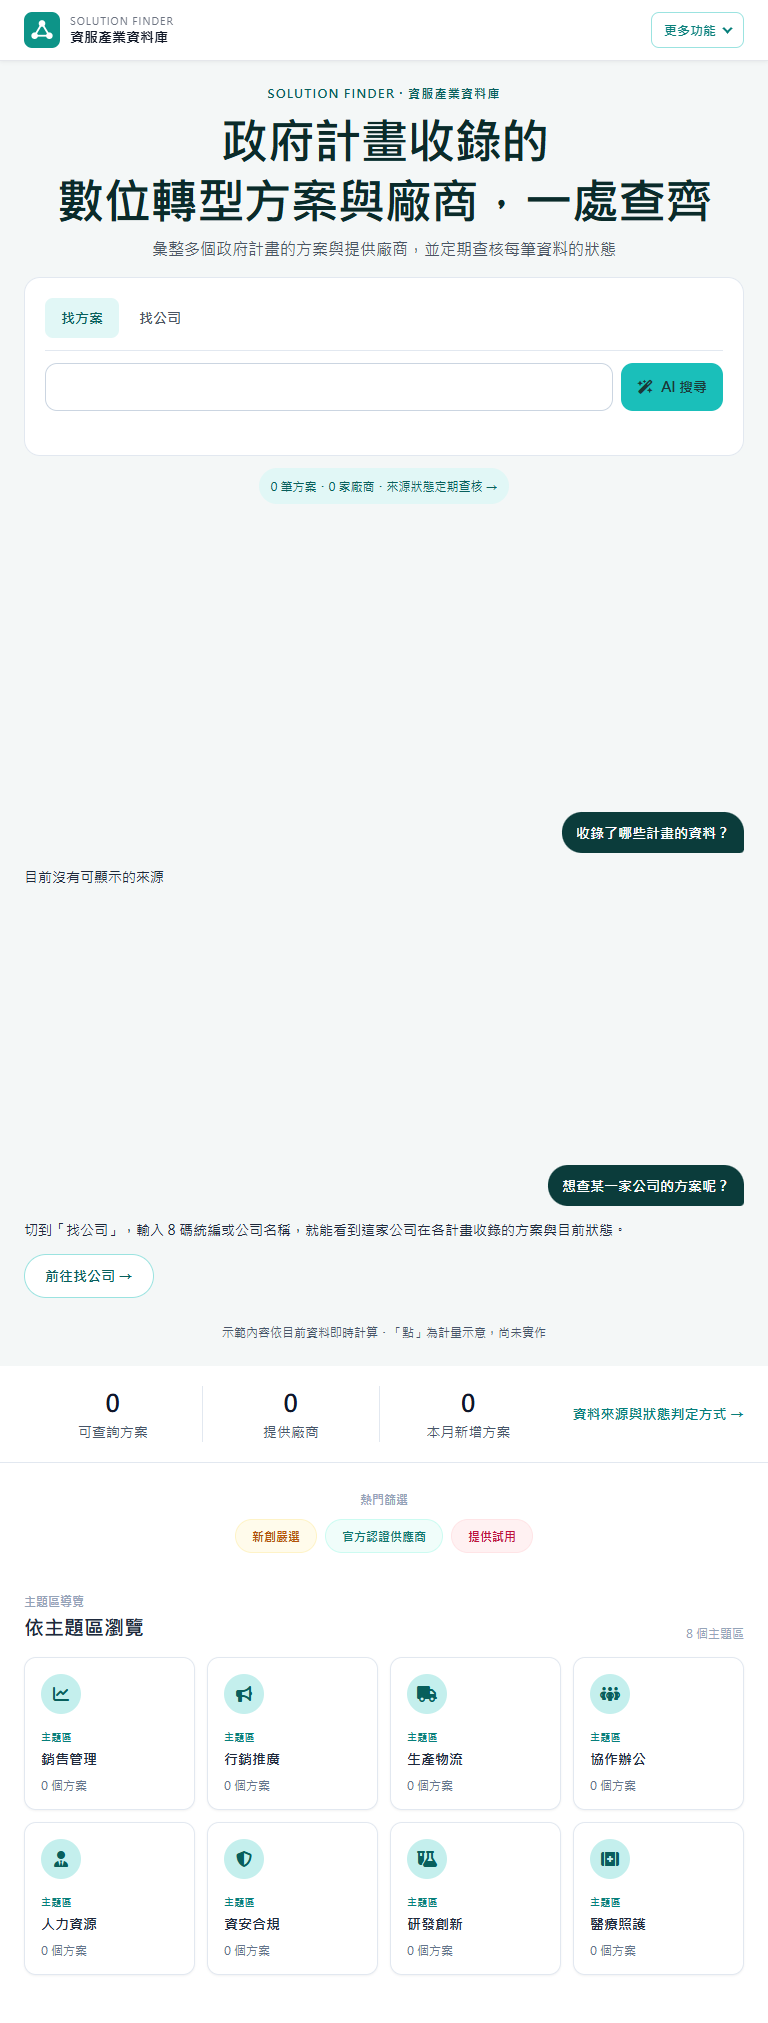 SOLUTION FINDER
資服產業資料庫
更多功能
SOLUTION FINDER · 資服產業資料庫
政府計畫收錄的
數位轉型方案與廠商，一處查齊
彙整多個政府計畫的方案與提供廠商，並定期查核每筆資料的狀態
找方案 找公司
AI 搜尋
0 筆方案 · 0 家廠商 · 來源狀態定期查核 →
收錄了哪些計畫的資料？
目前沒有可顯示的來源
想查某一家公司的方案呢？
切到「找公司」，輸入 8 碼統編或公司名稱，就能看到這家公司在各計畫收錄的方案與目前狀態。
前往找公司 →
示範內容依目前資料即時計算 · 「點」為計量示意，尚未實作
0 0 0
可查詢方案 提供廠商 本月新增方案 資料來源與狀態判定方式 →
熱門篩選
新創嚴選 官方認證供應商 提供試用
主題區導覽
依主題區瀏覽
8 個主題區
主題區 主題區 主題區 主題區
銷售管理 行銷推廣 生產物流 協作辦公
0 個方案 0 個方案 0 個方案 0 個方案
主題區 主題區 主題區 主題區
人力資源 資安合規 研發創新 醫療照護
0 個方案 0 個方案 0 個方案 0 個方案